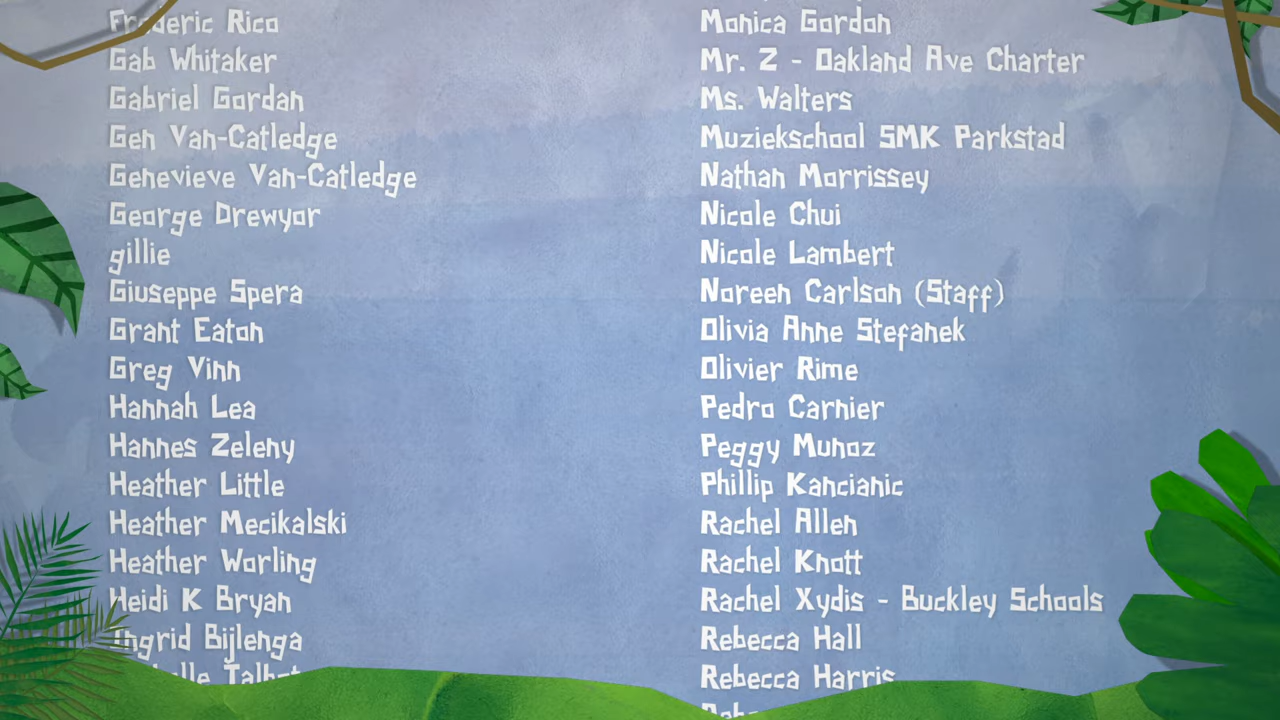 Frederic Rico
Gab Whitaker
Gabriel Gordan
Gen Van-Catledge
Genevieve Van-Catledge
George Drewyor
gillie
Giuseppe Spera
Grant Eaton
Greg Vinn
Hannah Lea
Hannes Zeleny
Heather Little
Heather Mecikalski
Heather Worling
Heidi K Bryan
Ingrid Bijlenga
Monica Gordon
Mr. Z - Oakland Ave Charter
Ms. Walters
Muziekschool SMK Parkstad
Nathan Morrissey
Nicole Chui
Nicole Lambert
Noreen Carlson (Staff)
Olivia Anne Stefanek
Olivier Rime
Pedro Carnier
Peggy Munoz
Phillip Kancianic
Rachel Allen
Rachel Knott
Rachel Xydis - Buckley Schools
Rebecca Hall
Rebecca Harris